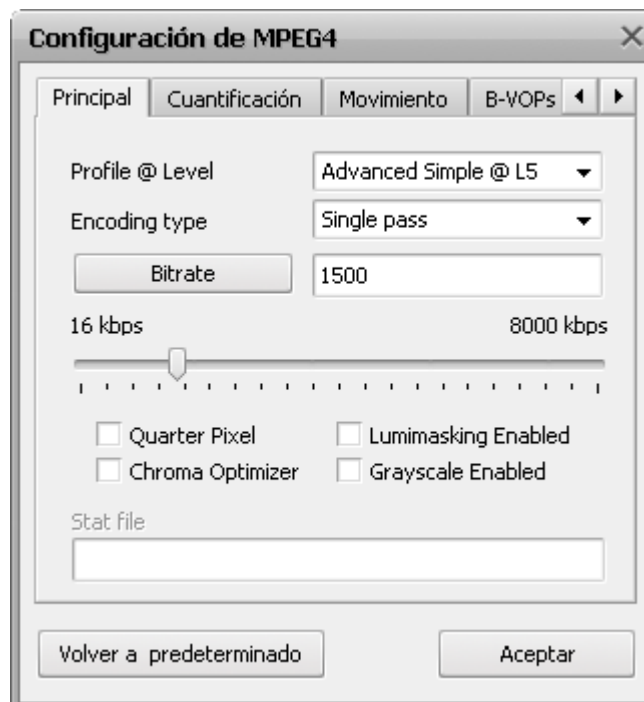 Configuración de MPEG4
Principal Cuantificación Movimiento B-VOPs
Profile @ Level Advanced Simple @ L5
Encoding type Single pass
Bitrate 1500
16 kbps 8000 kbps
Quarter Pixel Lumimasking Enabled
Chroma Optimizer Grayscale Enabled
Stat file
Volver a predeterminado Aceptar